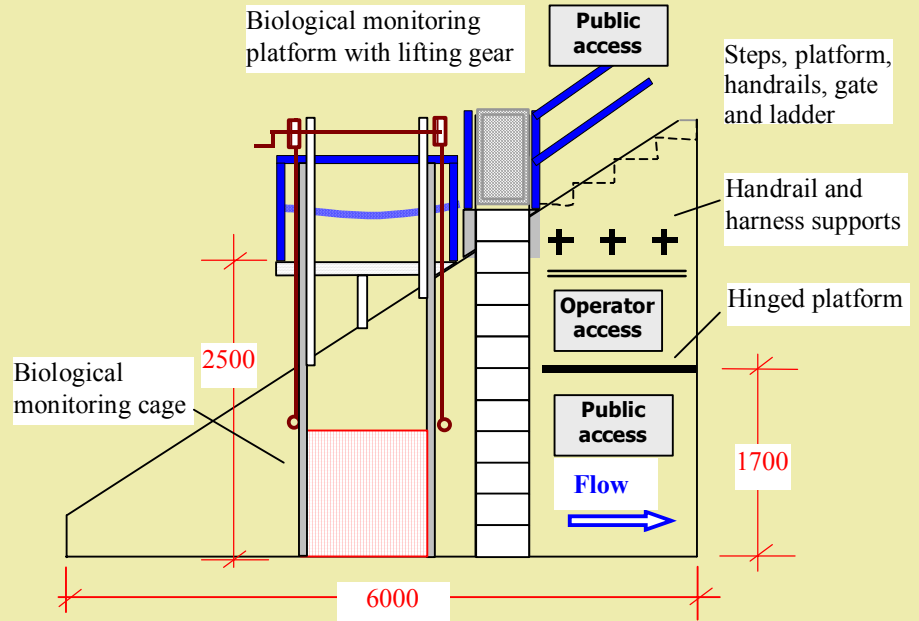 Biological monitoring
platform with lifting gear
Public
access
Steps, platform,
handrails, gate
and ladder
Handrail and
harness supports
Operator
access
Hinged platform
2500
Biological
monitoring cage
Public
access
1700
Flow
6000